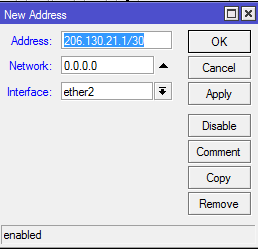 New Address
Address: 206.130.21.1/30
OK
Network: 0.0.0.0
Cancel
Interface: ether2
Apply
Disable
Comment
Copy
Remove
enabled